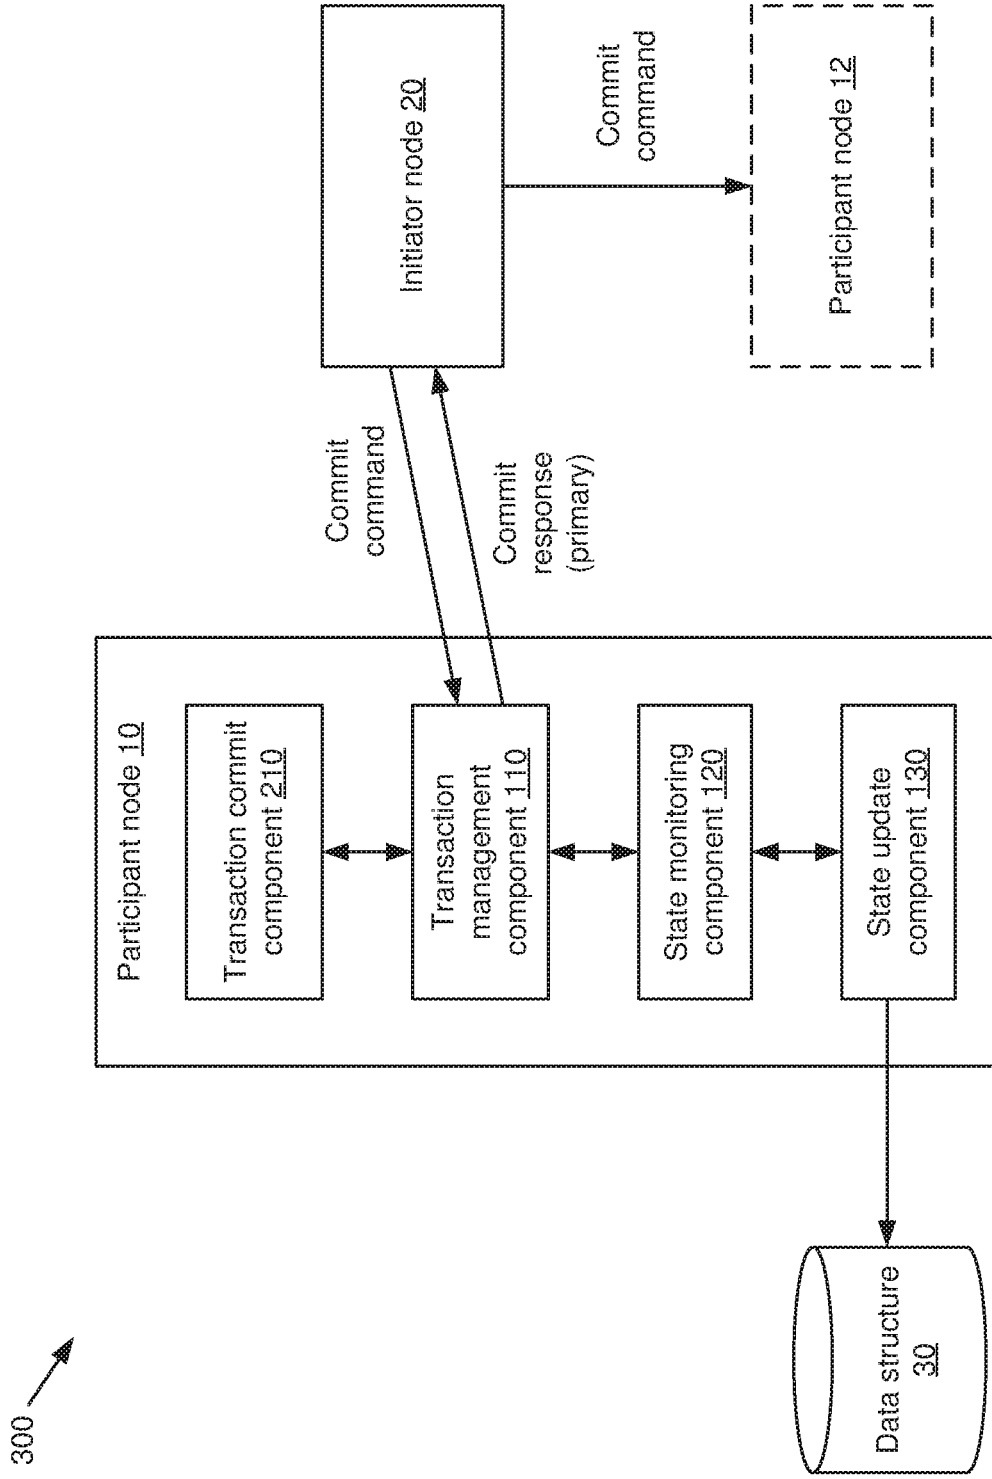 300
Participant node 10
Transaction commit
component 210
Transaction
management
component 110
State monitoring
component 120
State update
component 130
Data structure
30
Commit
command
Commit
response
(primary)
Initiator node 20
Commit
command
Participant node 12